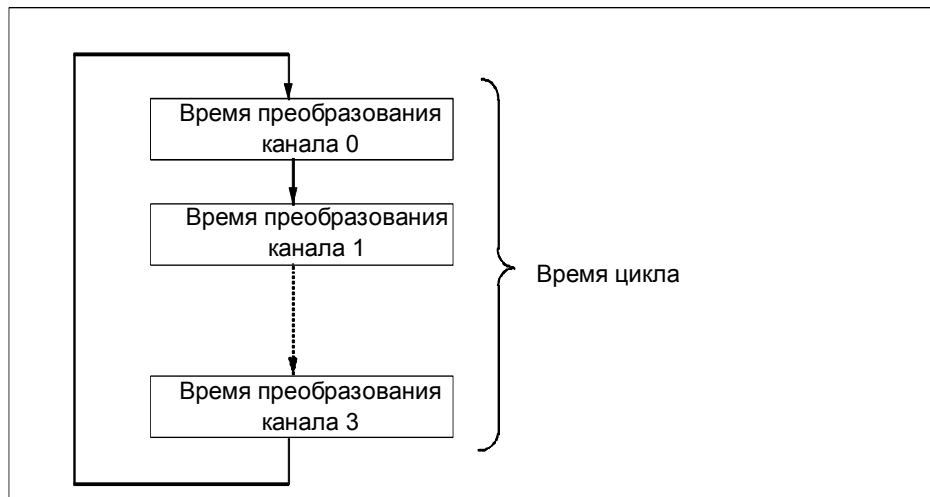 Время преобразования
канала 0
Время преобразования
канала 1
Время цикла
Время преобразования
канала 3